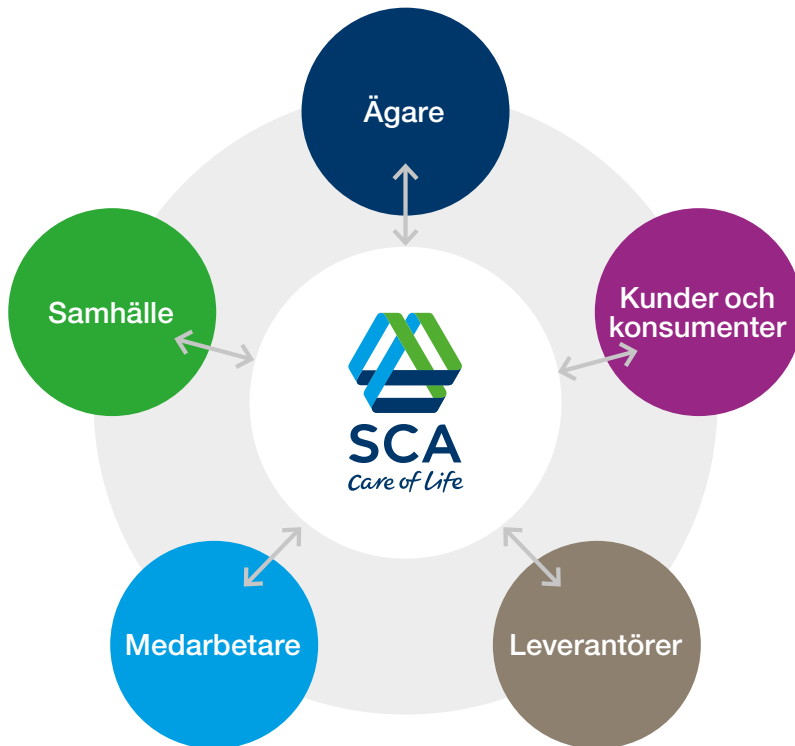 Ägare
Samhälle
Kunder och
konsumenter
SCA
Care of Life
Medarbetare
Leverantörer